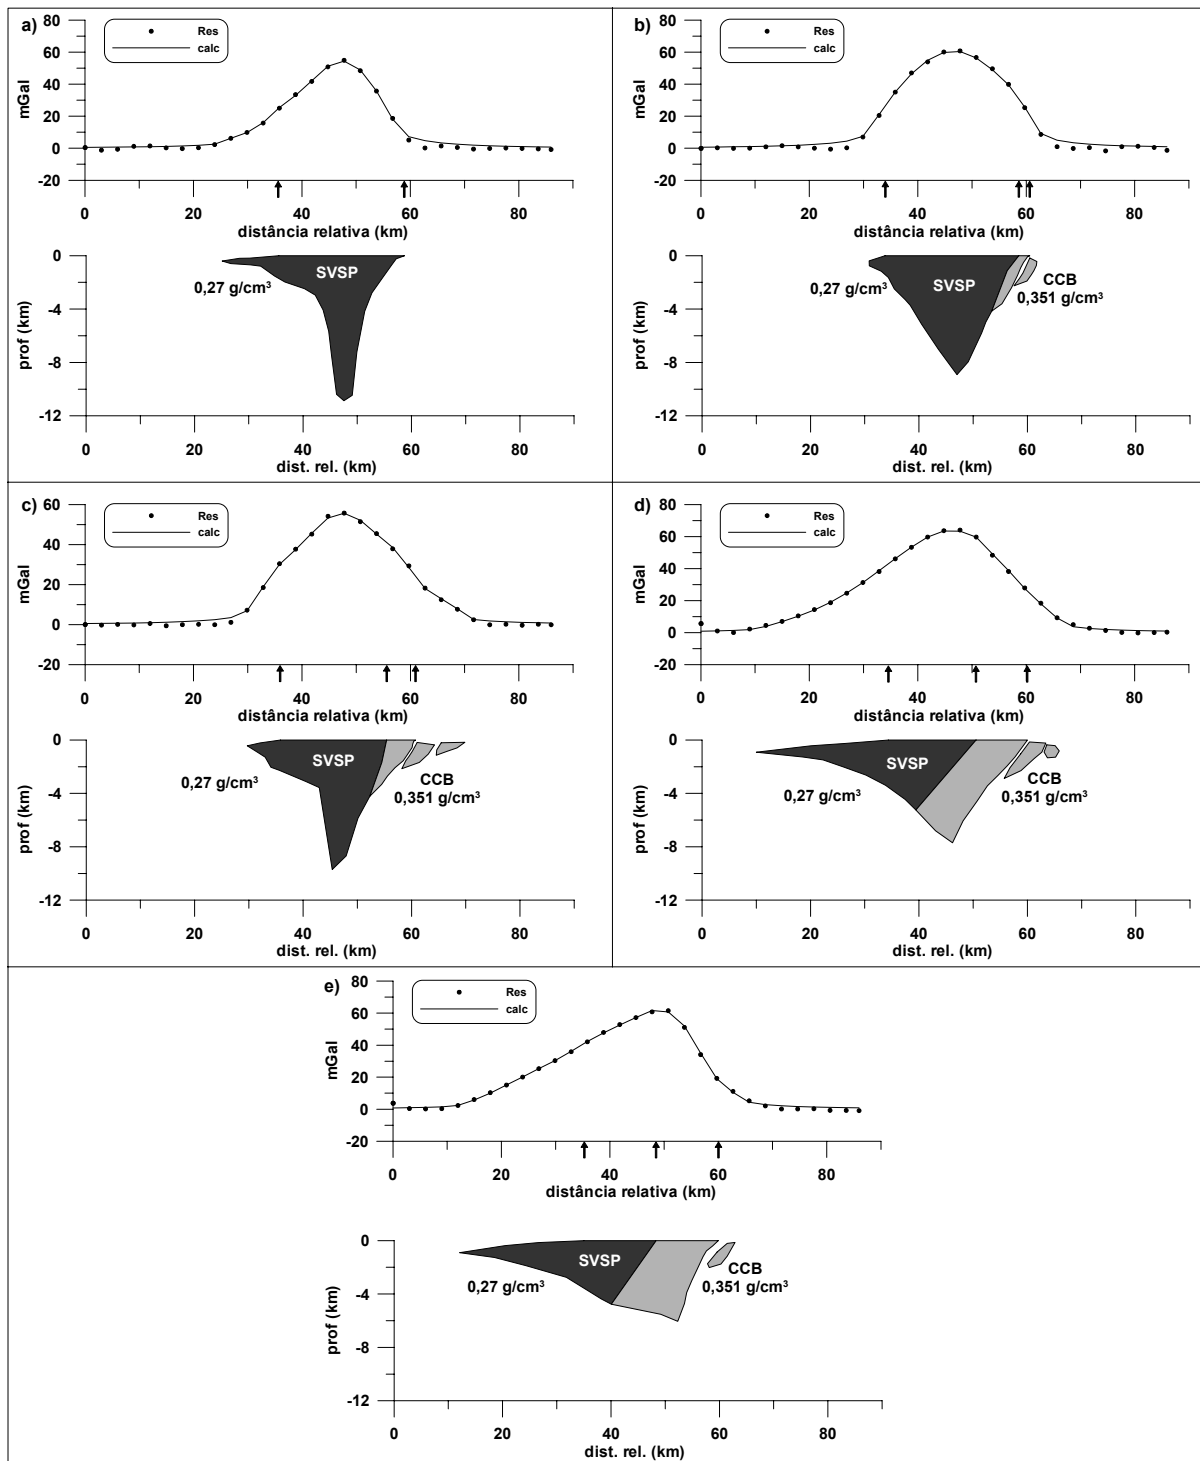 a)
80
60
40
20
0
-20
mGal
Res
calc
0 20 40 60 80
distância relativa (km)
0
-4
-8
-12
prof (km)
SVSP
0,27 g/cm³
0 20 40 60 80
dist. rel. (km)
b)
80
60
40
20
0
-20
mGal
Res
calc
0 20 40 60 80
distância relativa (km)
0
-4
-8
-12
prof (km)
SVSP
0,27 g/cm³
CCB
0,351 g/cm³
0 20 40 60 80
dist. rel. (km)
c)
60
40
20
0
-20
mGal
Res
calc
0 20 40 60 80
distância relativa (km)
0
-4
-8
-12
prof (km)
SVSP
0,27 g/cm³
CCB
0,351 g/cm³
0 20 40 60 80
dist. rel. (km)
d)
80
60
40
20
0
-20
mGal
Res
calc
0 20 40 60 80
distância relativa (km)
0
-4
-8
-12
prof (km)
SVSP
0,27 g/cm³
CCB
0,351 g/cm³
0 20 40 60 80
dist. rel. (km)
e)
80
60
40
20
0
-20
mGal
Res
calc
0 20 40 60 80
distância relativa (km)
0
-4
-8
-12
prof (km)
SVSP
0,27 g/cm³
CCB
0,351 g/cm³
0 20 40 60 80
dist. rel. (km)